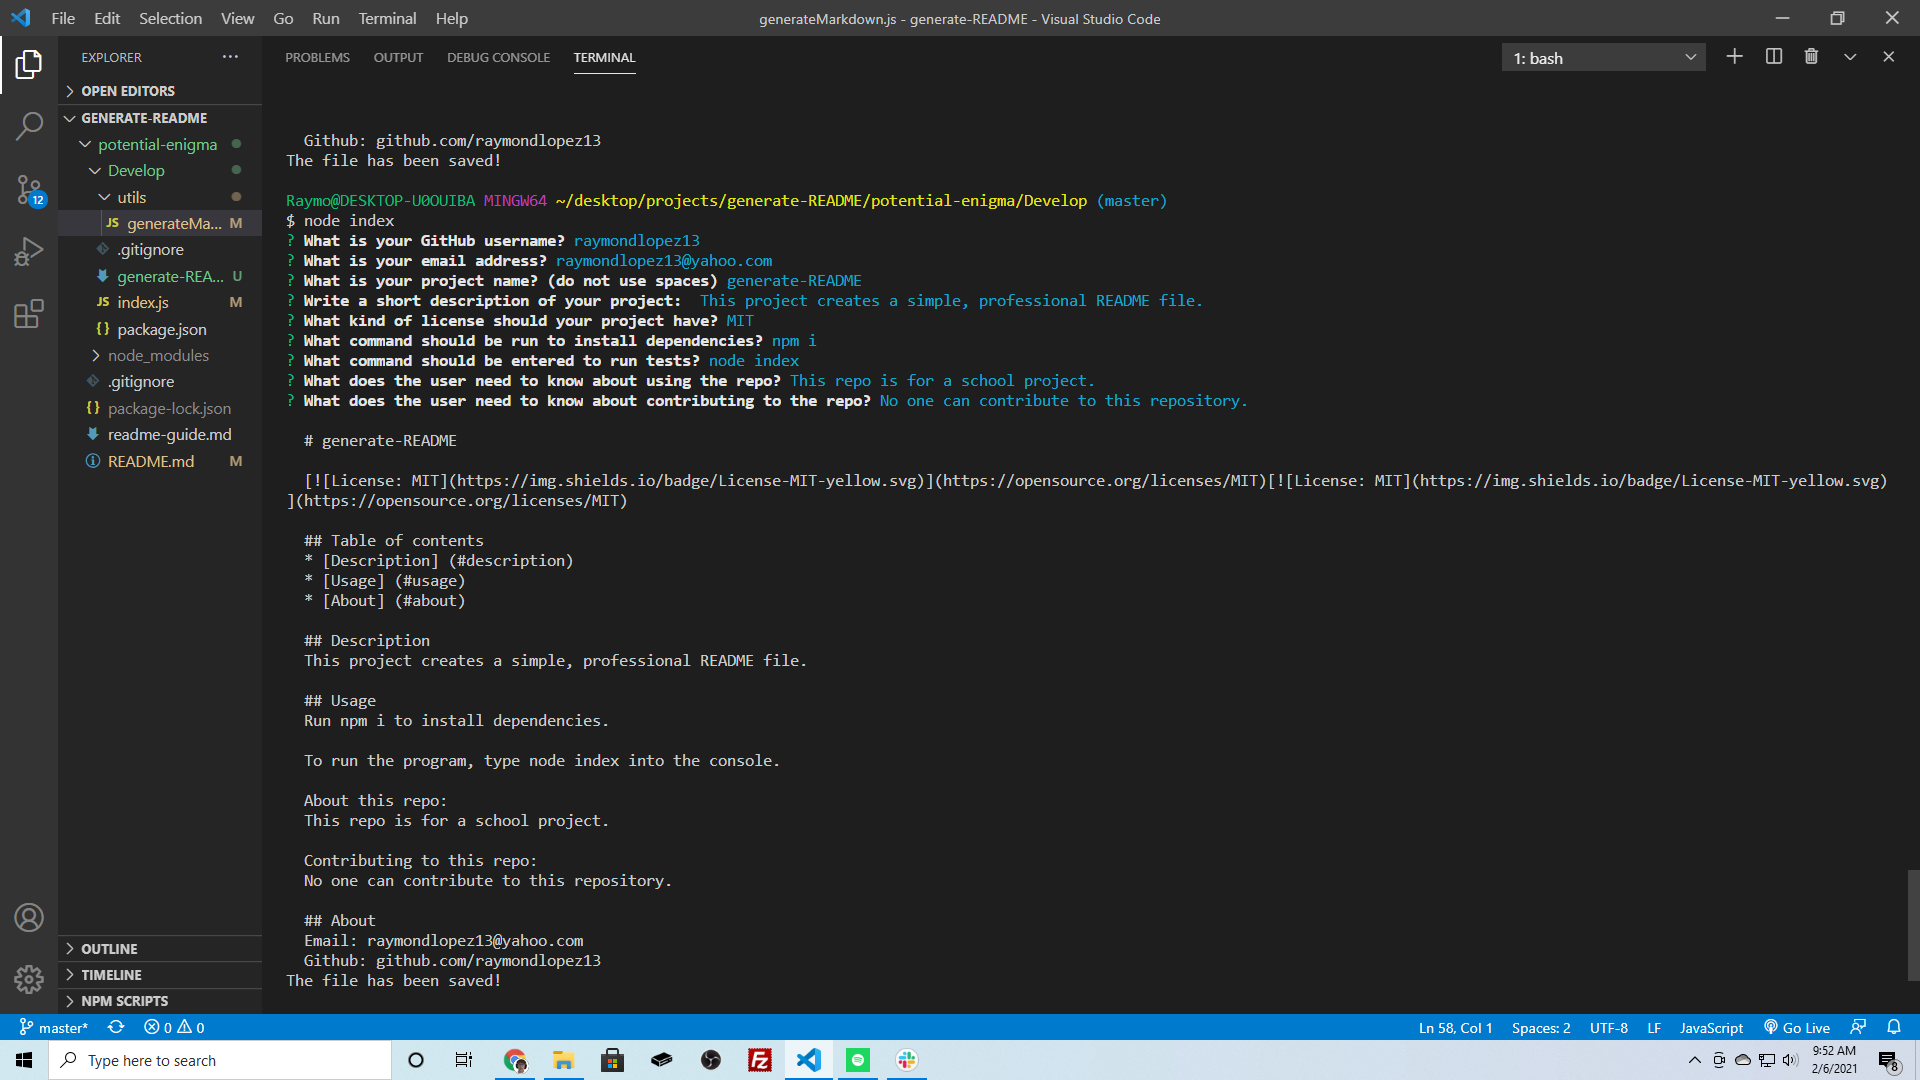 File Edit Selection View Go Run Terminal Help
generateMarkdown.js - generate-README - Visual Studio Code
EXPLORER
OPEN EDITORS
GENERATE-README
potential-enigma
Develop
utils
JS generateMa... M
.gitignore
generate-REA... U
JS index.js M
{} package.json
node_modules
.gitignore
{} package-lock.json
readme-guide.md
README.md M
12
OUTLINE
TIMELINE
NPM SCRIPTS
PROBLEMS OUTPUT DEBUG CONSOLE TERMINAL
1: bash
Github: github.com/raymondlopez13
The file has been saved!
Raymo@DESKTOP-U0OUIBA MINGW64 ~/desktop/projects/generate-README/potential-enigma/Develop (master)
$ node index
? What is your GitHub username? raymondlopez13
? What is your email address? raymondlopez13@yahoo.com
? What is your project name? (do not use spaces) generate-README
? Write a short description of your project: This project creates a simple, professional README file.
? What kind of license should your project have? MIT
? What command should be run to install dependencies? npm i
? What command should be entered to run tests? node index
? What does the user need to know about using the repo? This repo is for a school project.
? What does the user need to know about contributing to the repo? No one can contribute to this repository.
# generate-README
[![License: MIT](https://img.shields.io/badge/License-MIT-yellow.svg)](https://opensource.org/licenses/MIT)[![License: MIT](https://img.shields.io/badge/License-MIT-yellow.svg)
](https://opensource.org/licenses/MIT)
## Table of contents
* [Description] (#description)
* [Usage] (#usage)
* [About] (#about)
## Description
This project creates a simple, professional README file.
## Usage
Run npm i to install dependencies.
To run the program, type node index into the console.
About this repo:
This repo is for a school project.
Contributing to this repo:
No one can contribute to this repository.
## About
Email: raymondlopez13@yahoo.com
Github: github.com/raymondlopez13
The file has been saved!
master* 0 0
Ln 58, Col 1 Spaces: 2 UTF-8 LF JavaScript Go Live
Type here to search
Fz
9:52 AM
2/6/2021
8